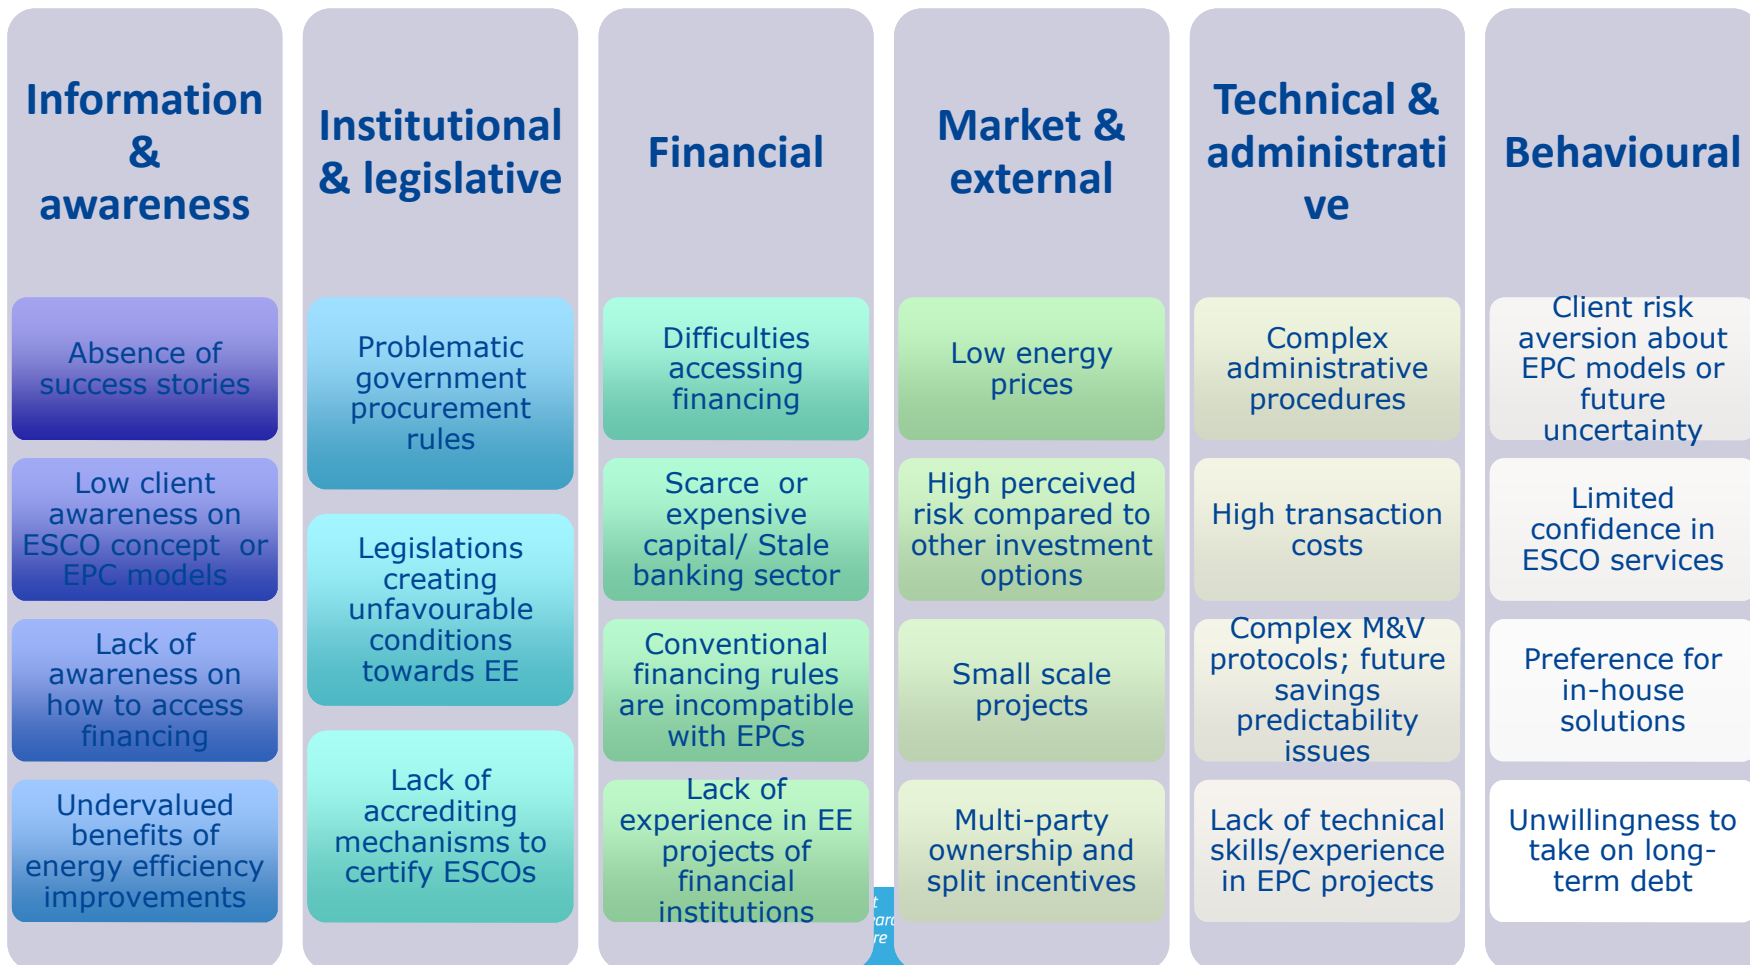 Information
&
awareness
Absence of
success stories
Low client
awareness on
ESCO concept  or
EPC models
Lack of
awareness on
how to access
financing
Undervalued
benefits of
energy efficiency
improvements
Institutional
& legislative
Problematic
government
procurement
rules
Legislations
creating
unfavourable
conditions
towards EE
Lack of
accrediting
mechanisms to
certify ESCOs
Financial
Difficulties
accessing
financing
Scarce  or
expensive
capital/ Stale
banking sector
Conventional
financing rules
are incompatible
with EPCs
Lack of
experience in EE
projects of
financial
institutions
Market &
external
Low energy
prices
High perceived
risk compared to
other investment
options
Small scale
projects
Multi-party
ownership and
split incentives
Technical &
administrati
ve
Complex
administrative
procedures
High transaction
costs
Complex M&V
protocols; future
savings
predictability
issues
Lack of technical
skills/experience
in EPC projects
Behavioural
Client risk
aversion about
EPC models or
future
uncertainty
Limited
confidence in
ESCO services
Preference for
in-house
solutions
Unwillingness to
take on long-
term debt